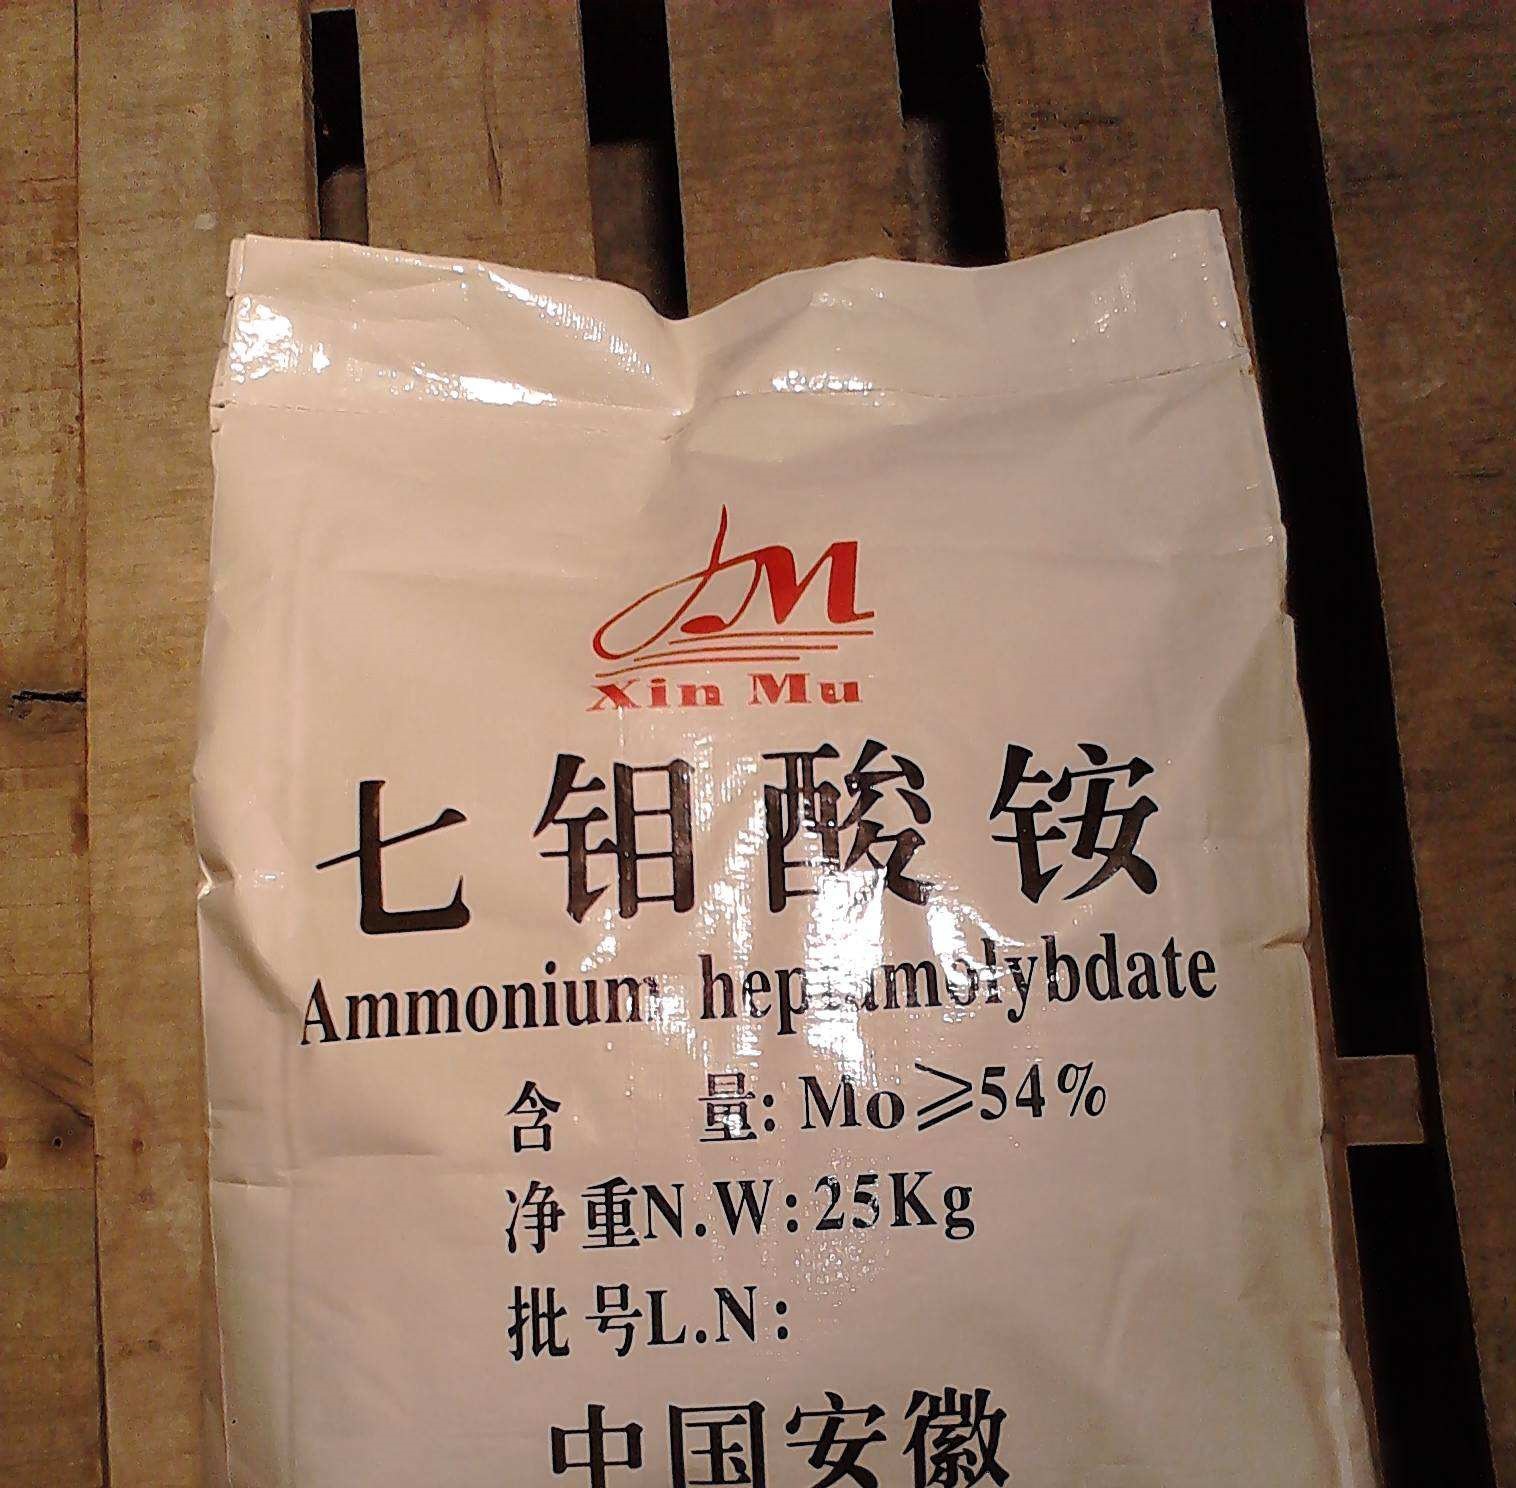 Xin Mu
七钼酸铵
Ammonium heptamolybdate
含 量: Mo≥54%
净重N.W:25Kg
批号L.N:
中国安徽